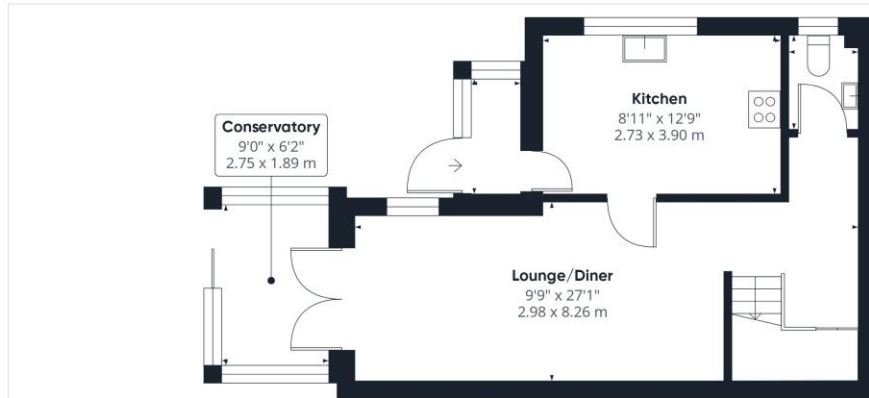 Kitchen
8'11" x 12'9"
2.73 x 3.90 m
Conservatory
9'0" x 6'2"
2.75 x 1.89 m
Lounge/Diner
9'9" x 27'1"
2.98 x 8.26 m